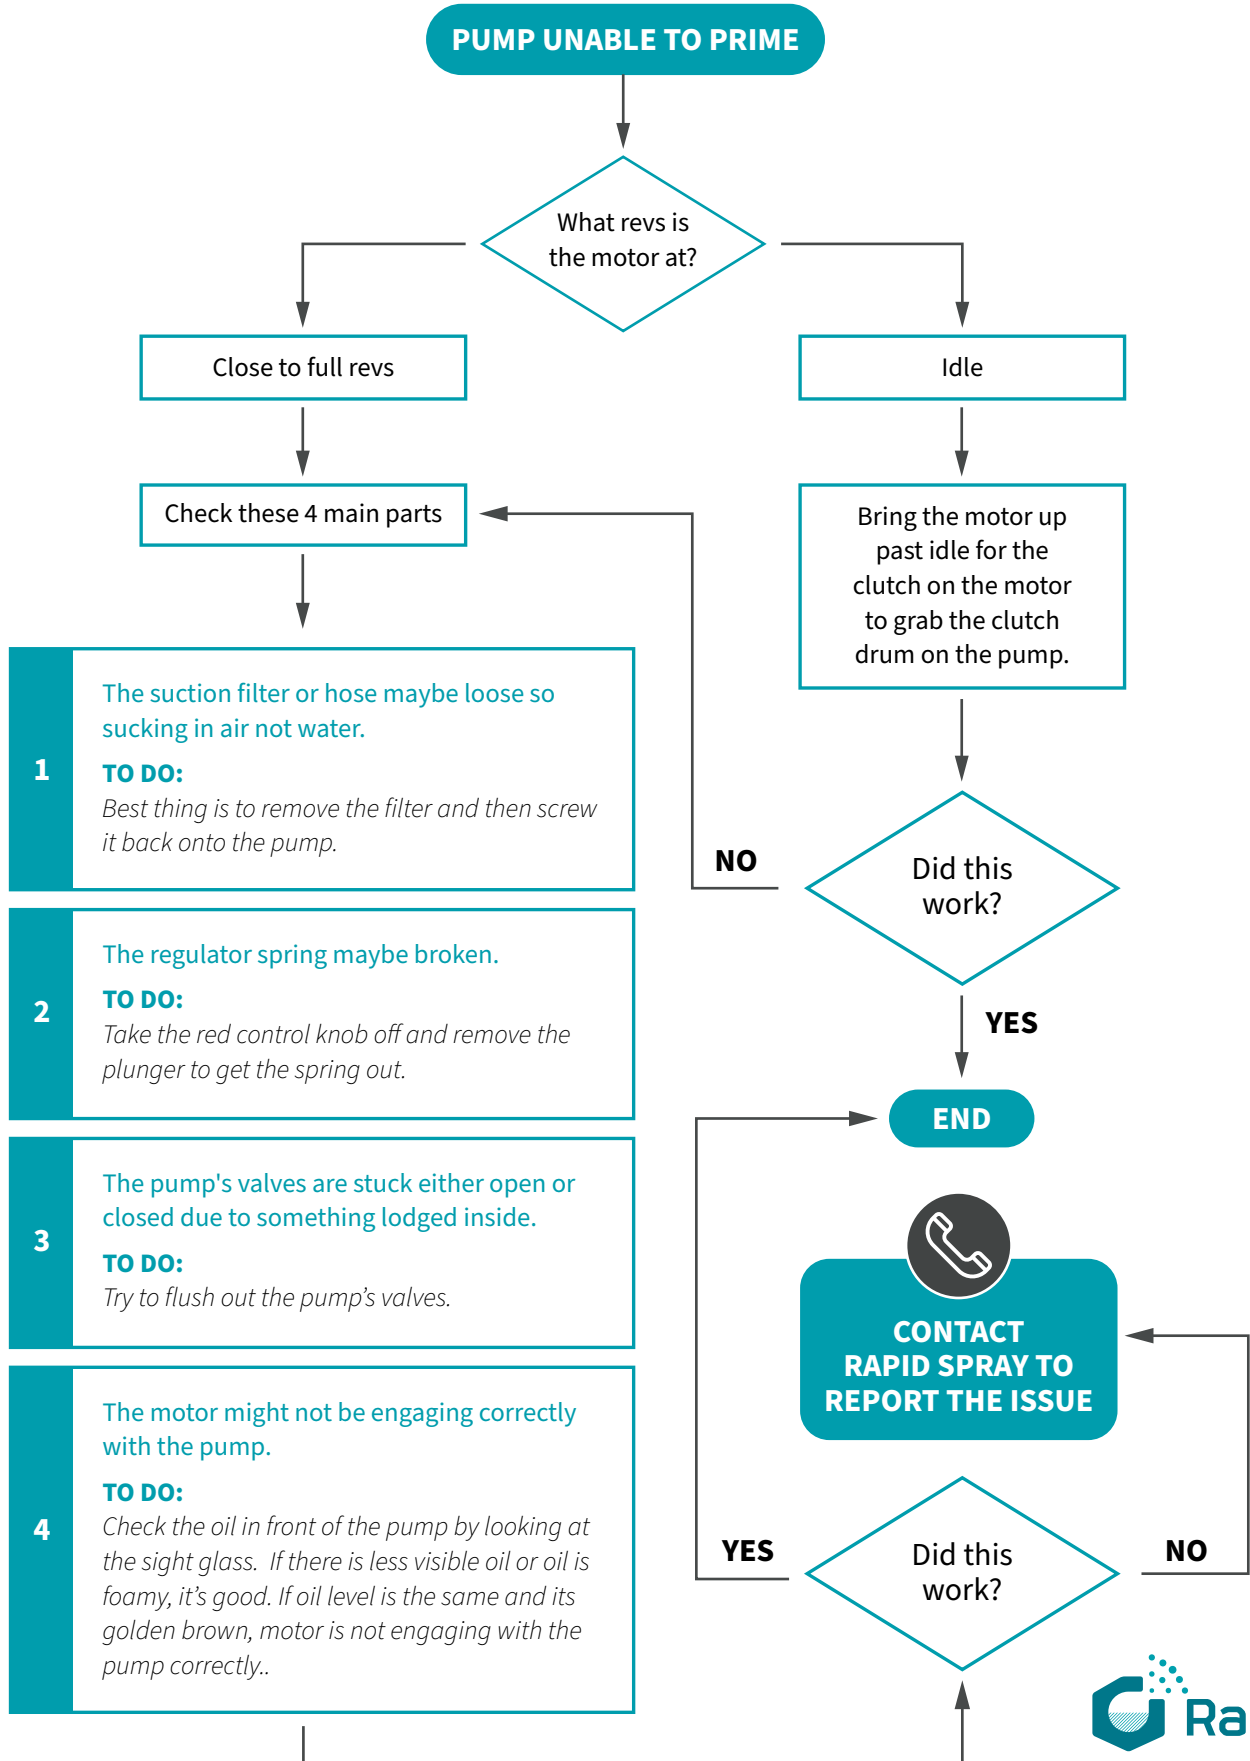 PUMP UNABLE TO PRIME
What revs is
the motor at?
Close to full revs
Idle
Check these 4 main parts
Bring the motor up
past idle for the
clutch on the motor
to grab the clutch
drum on the pump.
1
The suction filter or hose maybe loose so
sucking in air not water.
TO DO:
Best thing is to remove the filter and then screw
it back onto the pump.
NO
Did this
work?
2
The regulator spring maybe broken.
TO DO:
Take the red control knob off and remove the
plunger to get the spring out.
YES
END
3
The pump's valves are stuck either open or
closed due to something lodged inside.
TO DO:
Try to flush out the pump’s valves.
CONTACT
RAPID SPRAY TO
REPORT THE ISSUE
4
The motor might not be engaging correctly
with the pump.
TO DO:
Check the oil in front of the pump by looking at
the sight glass.  If there is less visible oil or oil is
foamy, it’s good. If oil level is the same and its
golden brown, motor is not engaging with the
pump correctly..
YES
Did this
work?
NO
Ra